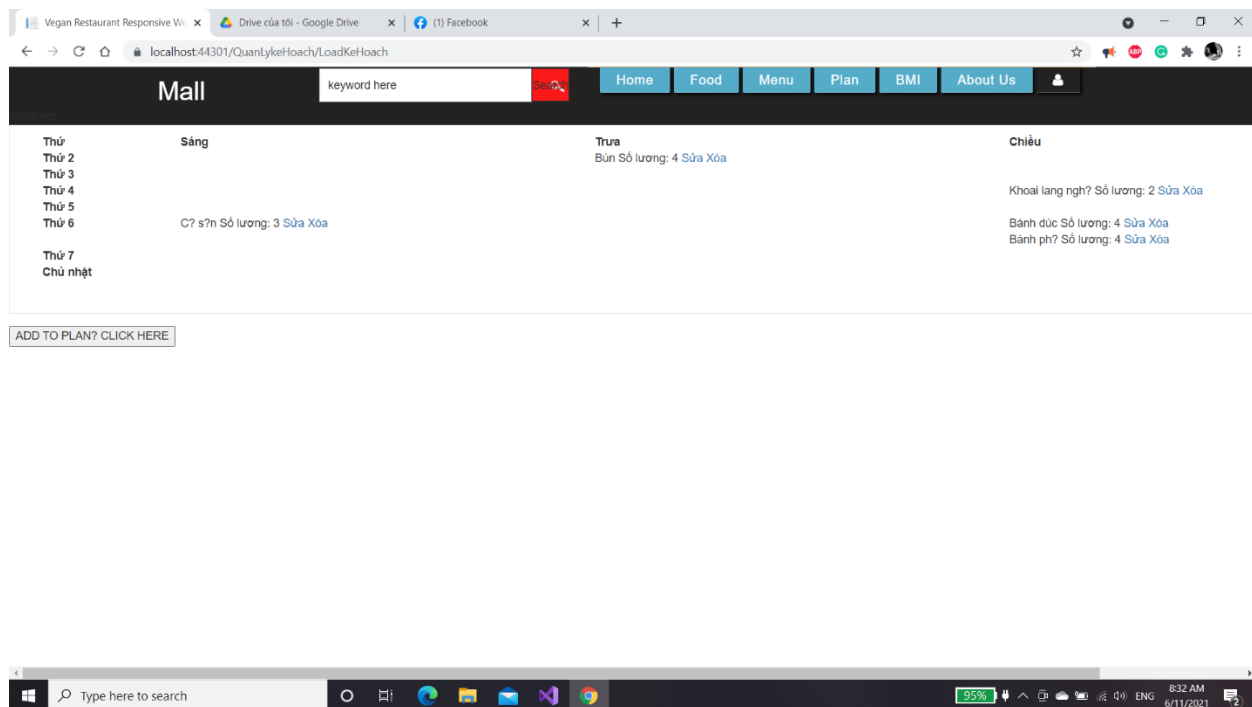 Vegan Restaurant Responsive We
Drive của tôi - Google Drive
(1) Facebook
localhost:44301/QuanLykeHoach/LoadKeHoach
Mall
keyword here
Search
Home Food Menu Plan BMI About Us
container
Thứ Sáng Trưa Chiều
Thứ 2 Bún Số lương: 4 Sửa Xóa
Thứ 3
Thứ 4 Khoai lang ngh? Số lương: 2 Sửa Xóa
Thứ 5
Thứ 6 C? s?n Số lương: 3 Sửa Xóa Bánh dúc Số lương: 4 Sửa Xóa
Bánh ph? Số lương: 4 Sửa Xóa
Thứ 7
Chủ nhật
ADD TO PLAN? CLICK HERE
Type here to search
95%
ENG
8:32 AM
6/11/2021
2